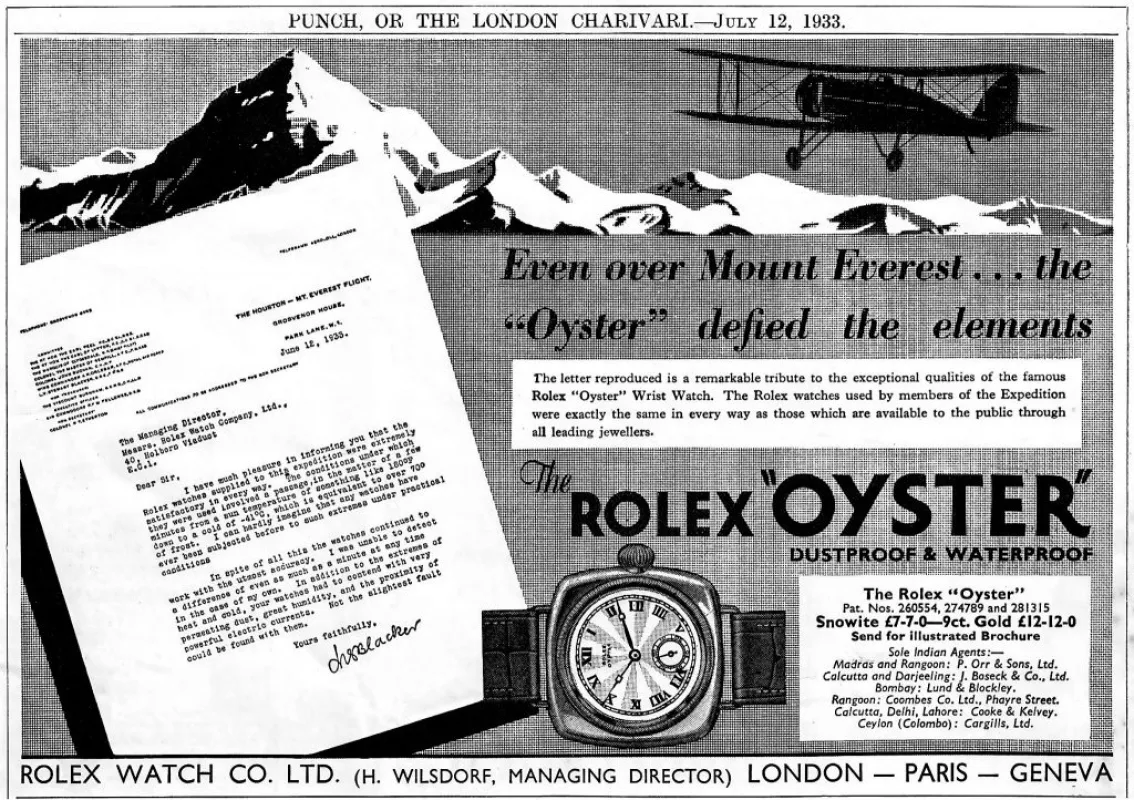 PUNCH, OR THE LONDON CHARIVARI.—JULY 12, 1933.
TELEGRAMS AEROHILL, LONDON
THE HOUSTON — MT. EVEREST FLIGHT,
GROSVENOR HOUSE,
PARK LANE, W.1.
June 12, 1933.
COMMITTEE
ALL COMMUNICATIONS TO BE ADDRESSED TO THE HON SECRETARY
The Managing Director,
Messrs. Rolex Watch Company, Ltd.,
40, Holborn Viaduct
E.C.1.
Dear Sir,
I have much pleasure in informing you that the
Rolex watches supplied to this expedition were extremely
satisfactory in every way. The conditions under which
they were used involved a passage,in the matter of a few
minutes from a sun temperature of something like 180°F
down to a cold of -41°C, which is equivalent to over 70°
of frost. I can hardly imagine that any watches have
ever been subjected before to such extremes under practical
conditions
In spite of all this the watches continued to
work with the utmost accuracy. I was unable to detect
a difference of even as much as a minute at any time
in the case of my own. In addition to the extremes of
heat and cold, your watches had to contend with very
permeating dust, great humidity, and the proximity of
powerful electric currents. Not the slightest fault
could be found with them.
Yours faithfully,
Even over Mount Everest . . . the
"Oyster" defied the elements
The letter reproduced is a remarkable tribute to the exceptional qualities of the famous
Rolex "Oyster" Wrist Watch. The Rolex watches used by members of the Expedition
were exactly the same in every way as those which are available to the public through
all leading jewellers.
The
ROLEX "OYSTER"
DUSTPROOF & WATERPROOF
The Rolex "Oyster"
Pat. Nos. 260554, 274789 and 281315
Snowite £7-7-0—9ct. Gold £12-12-0
Send for illustrated Brochure
Sole Indian Agents:—
Madras and Rangoon: P. Orr & Sons, Ltd.
Calcutta and Darjeeling: J. Boseck & Co., Ltd.
Bombay: Lund & Blockley.
Rangoon: Coombes Co. Ltd., Phayre Street.
Calcutta, Delhi, Lahore: Cooke & Kelvey.
Ceylon (Colombo): Cargills, Ltd.
ROLEX WATCH CO. LTD. (H. WILSDORF, MANAGING DIRECTOR) LONDON — PARIS — GENEVA